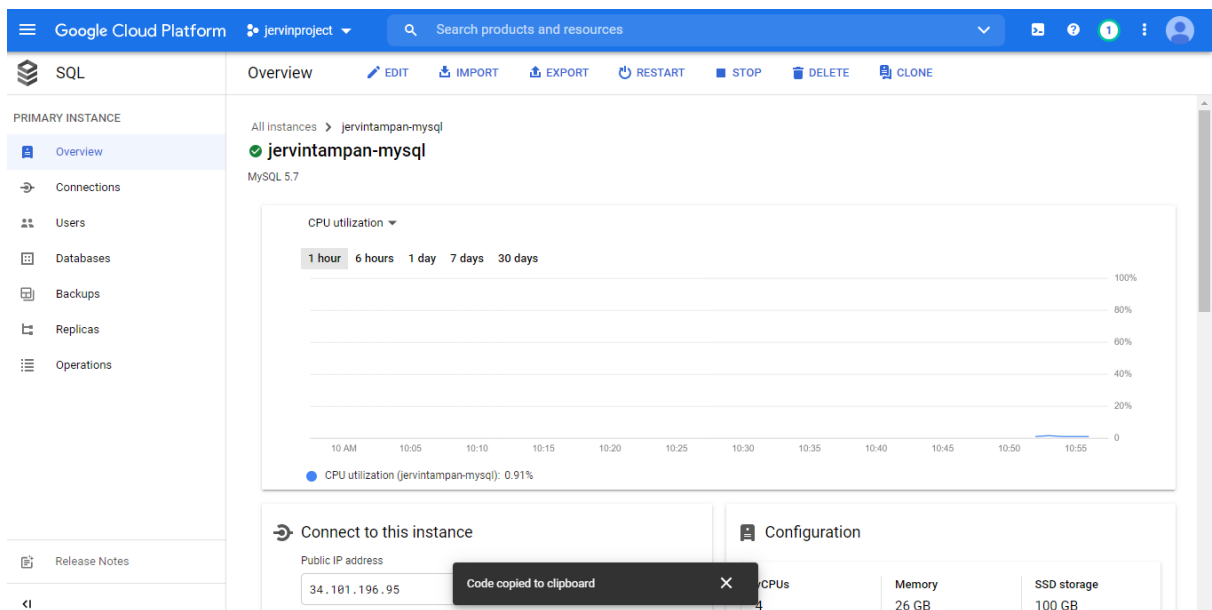 Google Cloud Platform jervinproject Search products and resources 1
SQL
Overview EDIT IMPORT EXPORT RESTART STOP DELETE CLONE
PRIMARY INSTANCE
Overview
Connections
Users
Databases
Backups
Replicas
Operations
Release Notes
All instances jervintampan-mysql
jervintampan-mysql
MySQL 5.7
CPU utilization
1 hour 6 hours 1 day 7 days 30 days
100%
80%
60%
40%
20%
0
10 AM 10:05 10:10 10:15 10:20 10:25 10:30 10:35 10:40 10:45 10:50 10:55
CPU utilization (jervintampan-mysql): 0.91%
Connect to this instance
Public IP address
34.101.196.95
Configuration
CPUs Memory SSD storage
4 26 GB 100 GB
Code copied to clipboard